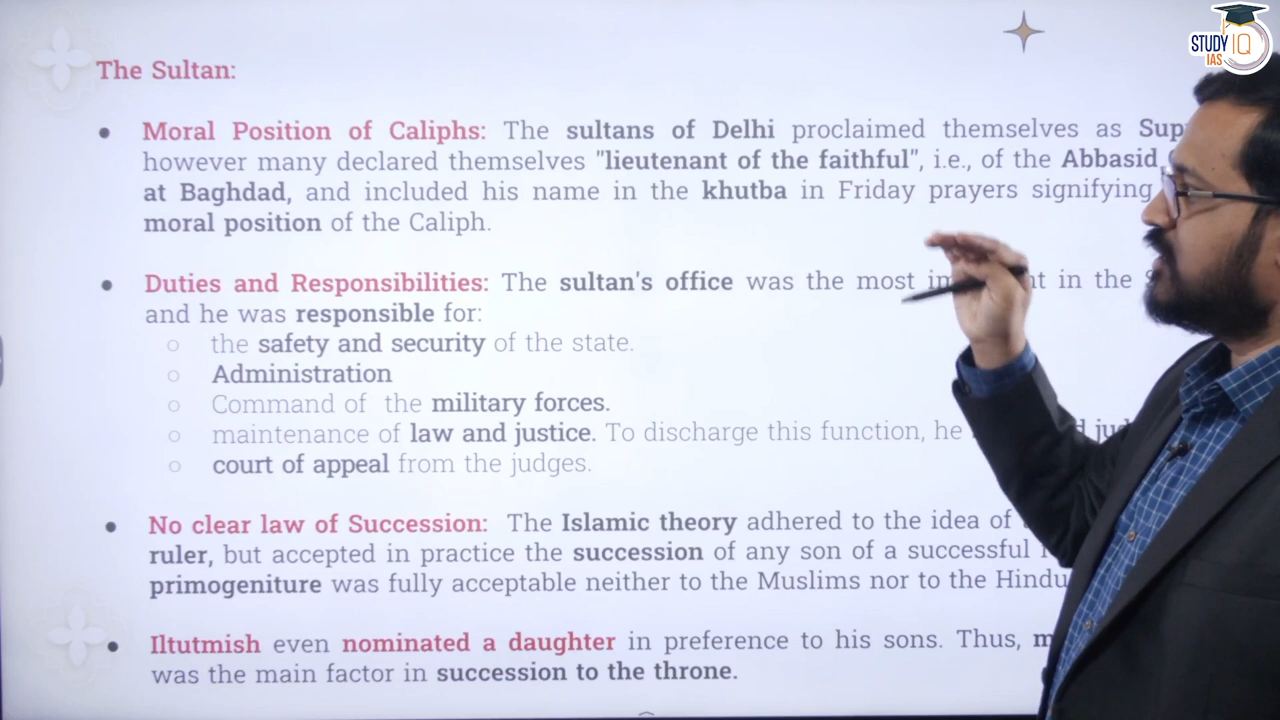 STUDY IQ
IAS
The Sultan:
● Moral Position of Caliphs: The sultans of Delhi proclaimed themselves as
however many declared themselves "lieutenant of the faithful", i.e., of the Abbasid
at Baghdad, and included his name in the khutba in Friday prayers signifying
moral position of the Caliph.
● Duties and Responsibilities: The sultan's office was the most in the
and he was responsible for:
○ the safety and security of the state.
○ Administration
○ Command of the military forces.
○ maintenance of law and justice. To discharge this function, he
○ court of appeal from the judges.
● No clear law of Succession: The Islamic theory adhered to the idea of
ruler, but accepted in practice the succession of any son of a successful
primogeniture was fully acceptable neither to the Muslims nor to the
● Iltutmish even nominated a daughter in preference to his sons. Thus,
was the main factor in succession to the throne.